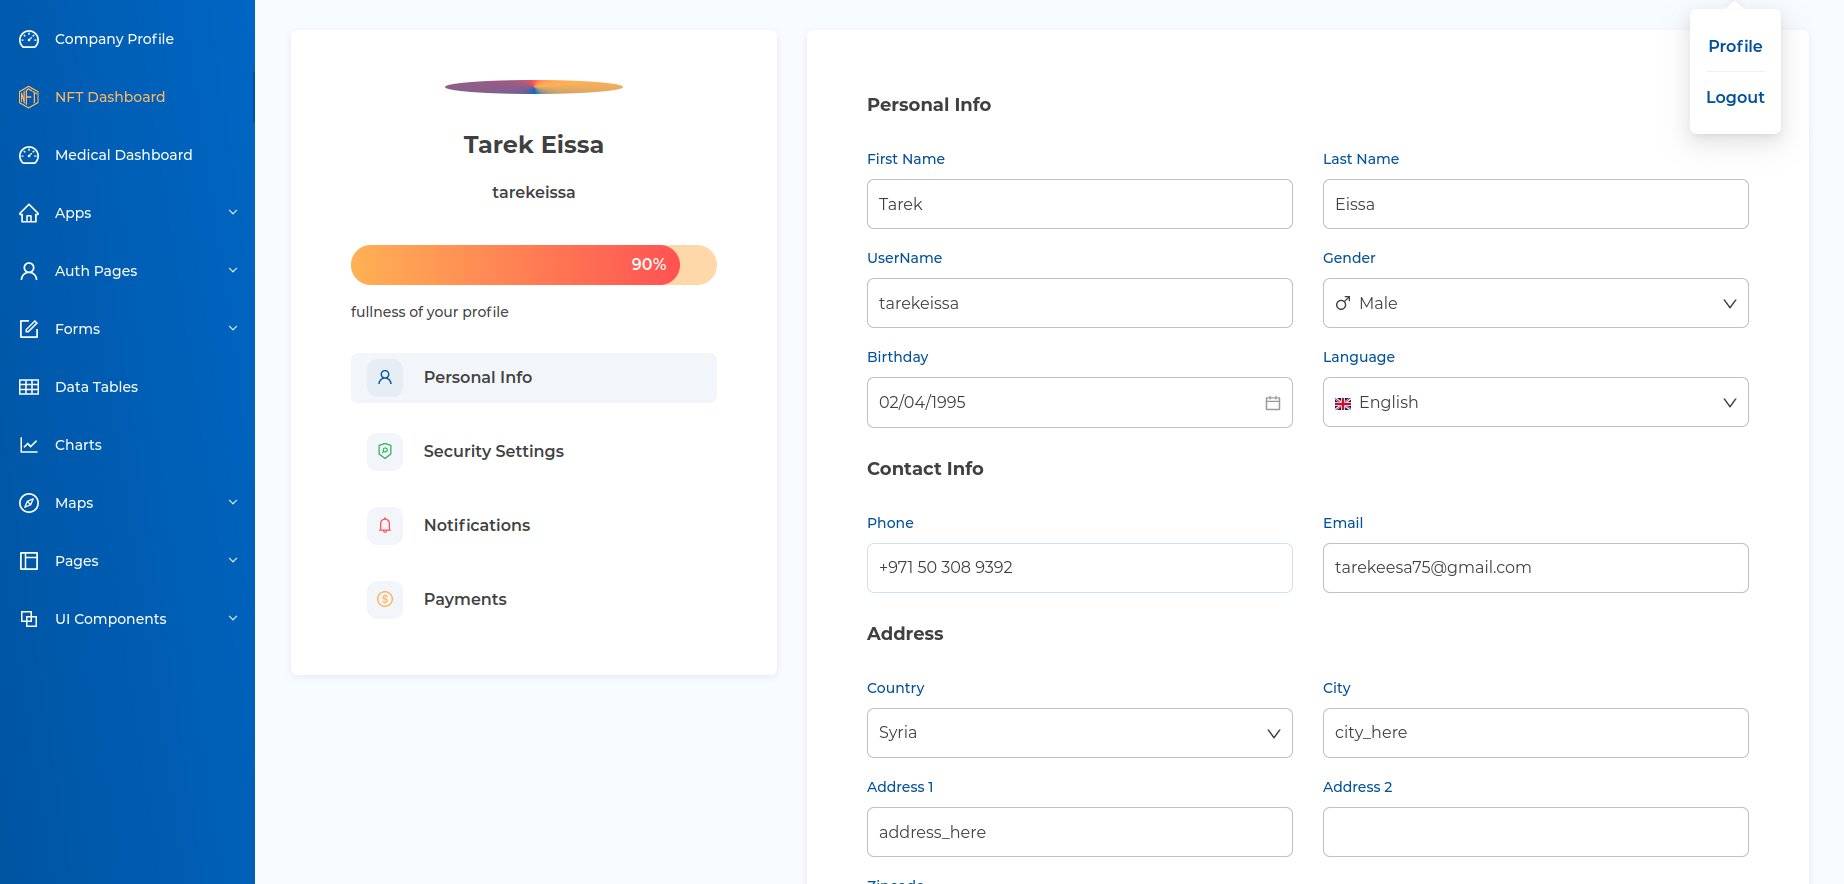 Company Profile
NFT Dashboard
Medical Dashboard
Apps
Auth Pages
Forms
Data Tables
Charts
Maps
Pages
UI Components
Tarek Eissa
tarekeissa
90%
fullness of your profile
Personal Info
Security Settings
Notifications
Payments
Profile
Logout
Personal Info
First Name
Last Name
Tarek
Eissa
UserName
Gender
tarekeissa
Male
Birthday
Language
02/04/1995
English
Contact Info
Phone
Email
+971 50 308 9392
tarekeesa75@gmail.com
Address
Country
City
Syria
city_here
Address 1
Address 2
address_here
Zipcode